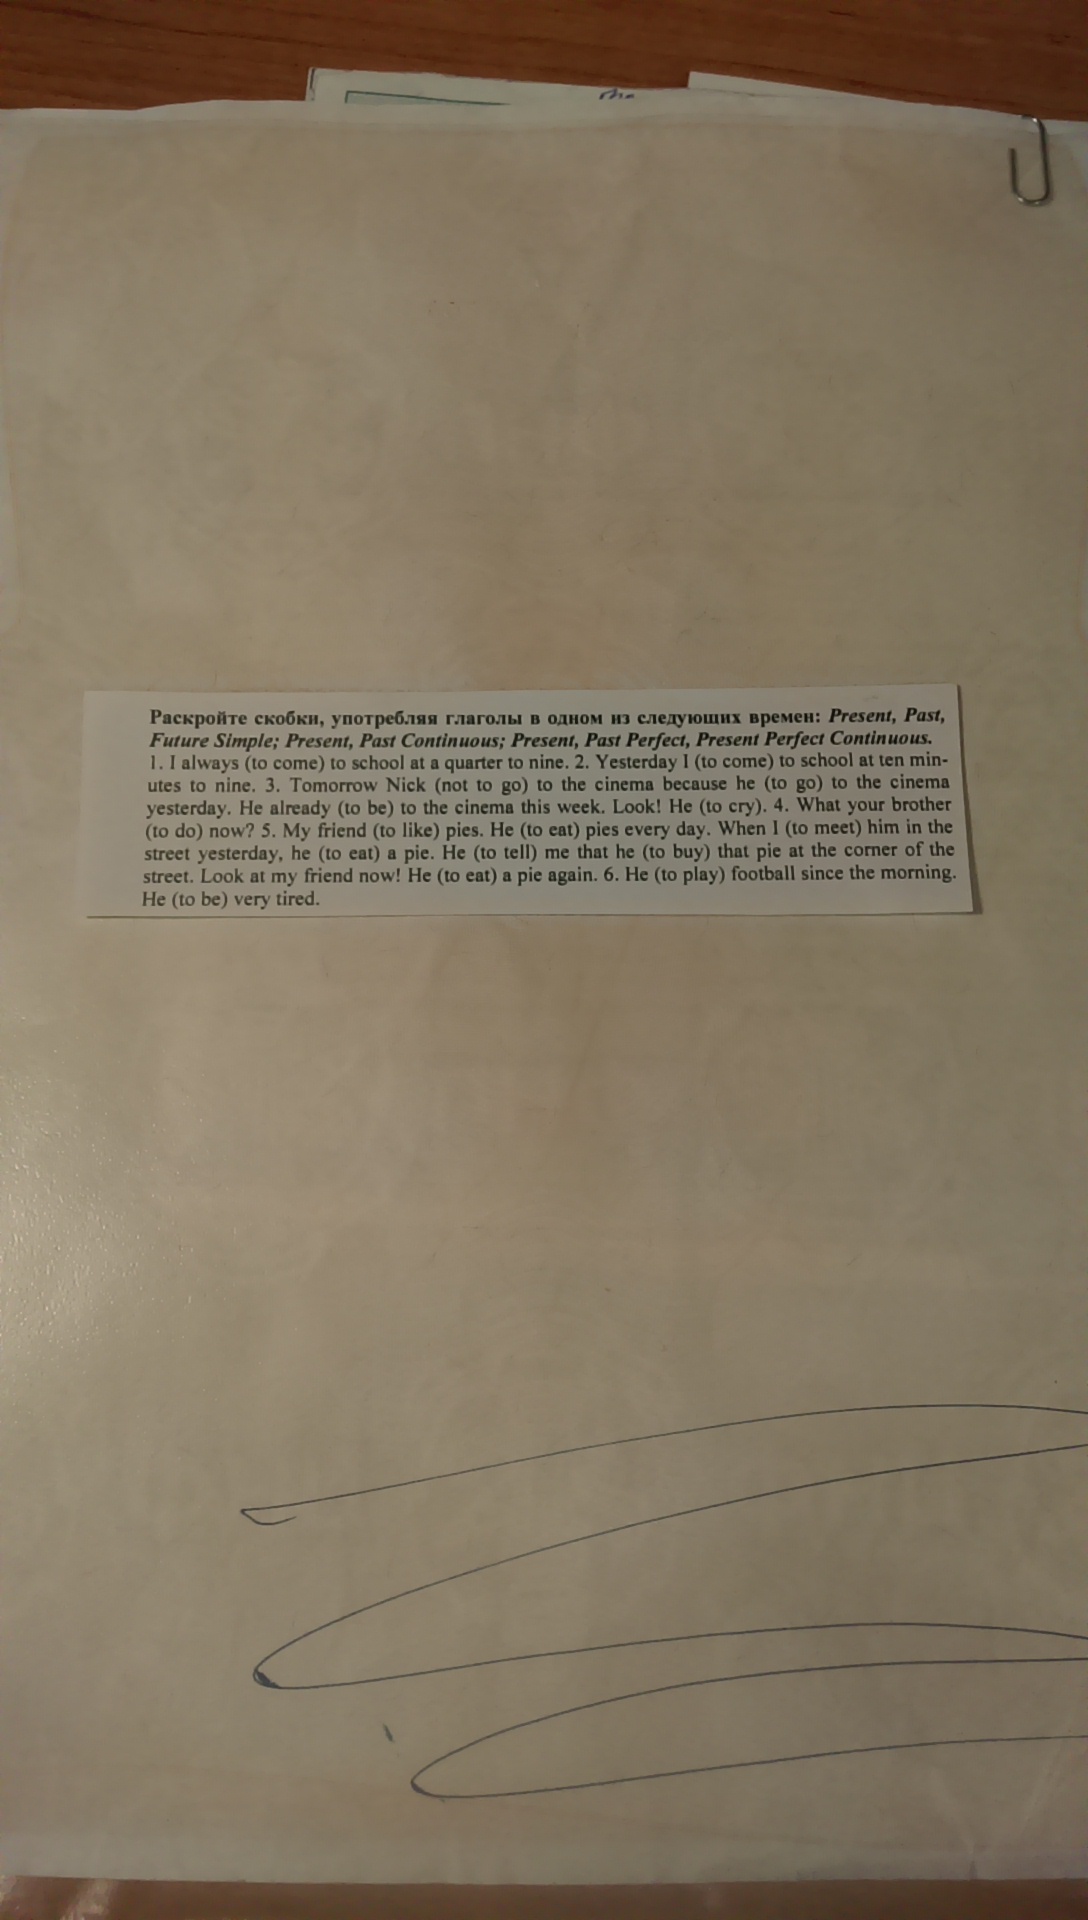 the
Раскройте скобки, употребляя глаголы в одном из следующих времен: Present, Past,
Future Simple; Present, Past Continuous; Present, Past Perfect, Present Perfect Continuous.
1. I always (to come) to school at a quarter to nine. 2. Yesterday I (to come) to school at ten min-
utes to nine. 3. Tomorrow Nick (not to go) to the cinema because he (to go) to the cinema
yesterday. He already (to be) to the cinema this week. Look! He (to cry). 4. What your brother
(to do) now? 5. My friend (to like) pies. He (to eat) pies every day. When I (to meet) him in the
street yesterday, he (to eat) a pie. He (to tell) me that he (to buy) that pie at the corner of the
street. Look at my friend now! He (to eat) a pie again. 6. He (to play) football since the morning.
He (to be) very tired.